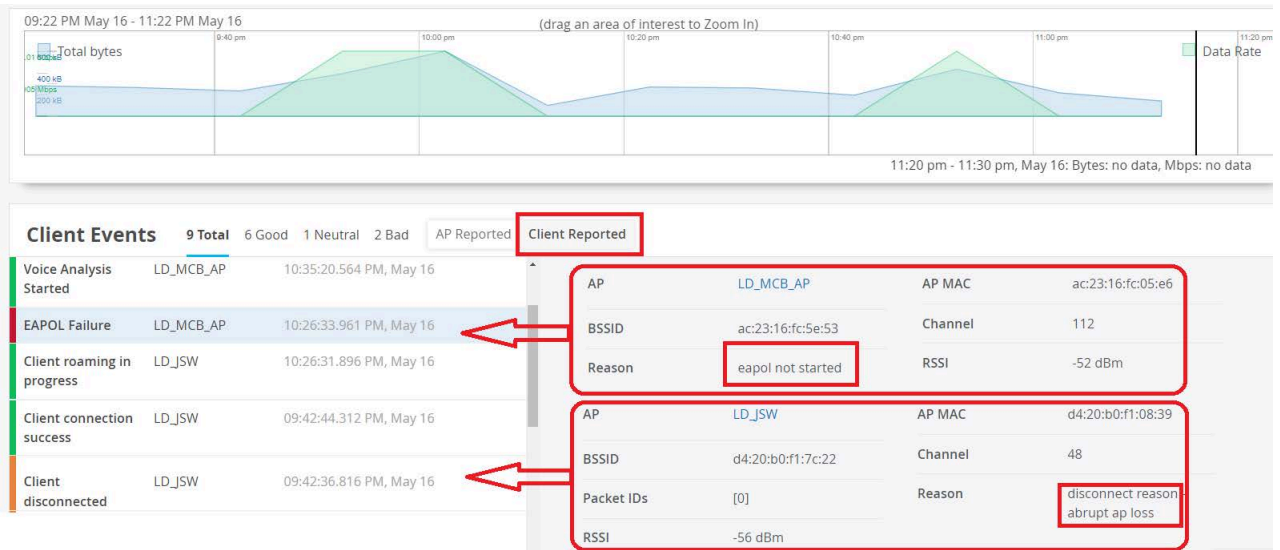 09:22 PM May 16 - 11:22 PM May 16
(drag an area of interest to Zoom In)
9:40 pm
10:00 pm
10:20 pm
10:40 pm
11:00 pm
11:20 pm
Total bytes
Data Rate
400 kB
200 kB
11:20 pm - 11:30 pm, May 16: Bytes: no data, Mbps: no data
Client Events 9 Total 6 Good 1 Neutral 2 Bad AP Reported Client Reported
Voice Analysis Started LD_MCB_AP 10:35:20.564 PM, May 16
EAPOL Failure LD_MCB_AP 10:26:33.961 PM, May 16
Client roaming in progress LD_JSW 10:26:31.896 PM, May 16
Client connection success LD_JSW 09:42:44.312 PM, May 16
Client disconnected LD_JSW 09:42:36.816 PM, May 16
AP LD_MCB_AP AP MAC ac:23:16:fc:05:e6
BSSID ac:23:16:fc:5e:53 Channel 112
Reason eapol not started RSSI -52 dBm
AP LD_JSW AP MAC d4:20:b0:f1:08:39
BSSID d4:20:b0:f1:7c:22 Channel 48
Packet IDs [0] Reason disconnect reason - abrupt ap loss
RSSI -56 dBm